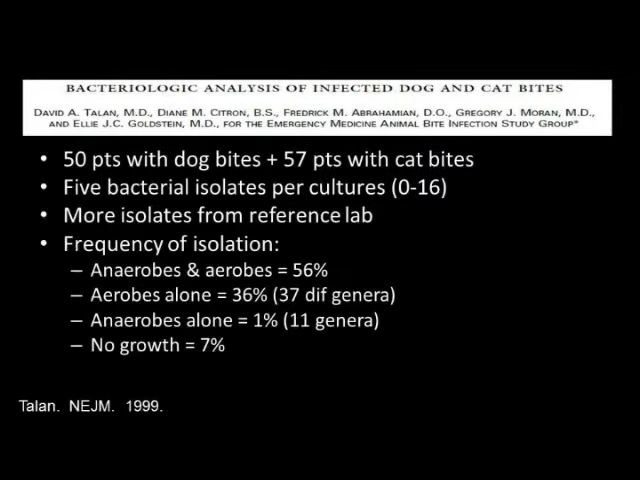 BACTERIOLOGIC ANALYSIS OF INFECTED DOG AND CAT BITES
DAVID A. TALAN, M.D., DIANE M. CITRON, B.S., FREDRICK M. ABRAHAMIAN, D.O., GREGORY J. MORAN, M.D.,
AND ELLIE J.C. GOLDSTEIN, M.D., FOR THE EMERGENCY MEDICINE ANIMAL BITE INFECTION STUDY GROUP*
• 50 pts with dog bites + 57 pts with cat bites
• Five bacterial isolates per cultures (0-16)
• More isolates from reference lab
• Frequency of isolation:
– Anaerobes & aerobes = 56%
– Aerobes alone = 36% (37 dif genera)
– Anaerobes alone = 1% (11 genera)
– No growth = 7%
Talan. NEJM. 1999.